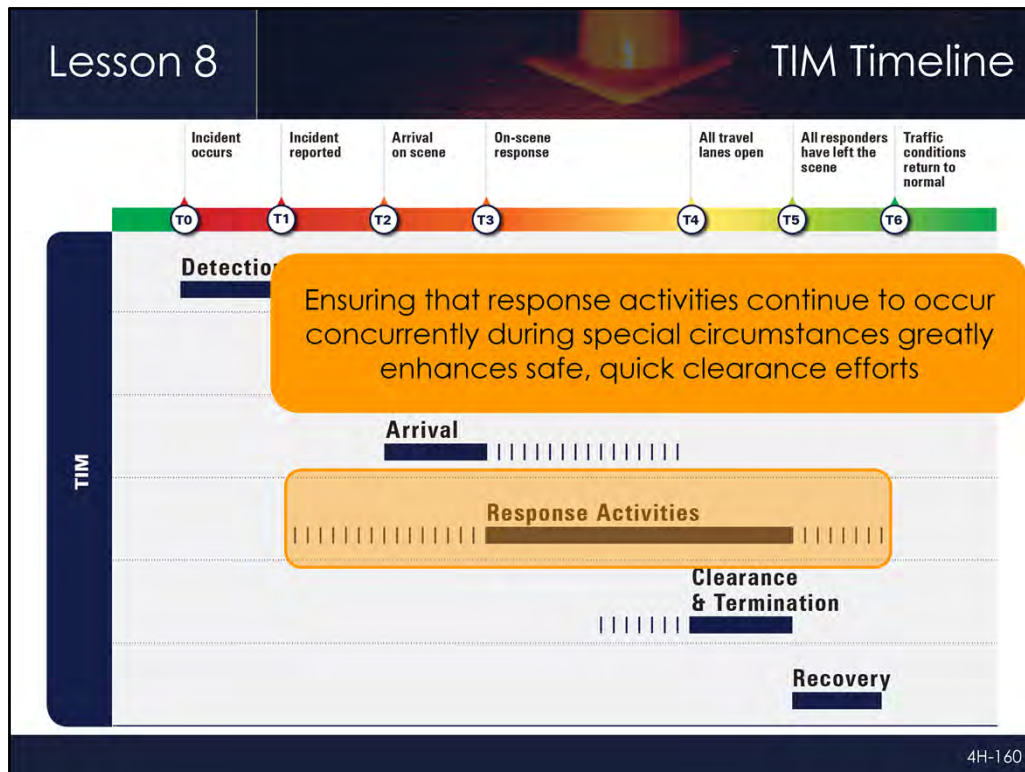 Lesson 8
TIM Timeline
Incident
occurs
Incident
reported
Arrival
on scene
On-scene
response
All travel
lanes open
All responders
have left the
scene
Traffic
conditions
return to
normal
T0
T1
T2
T3
T4
T5
T6
TIM
Detectio
Ensuring that response activities continue to occur
concurrently during special circumstances greatly
enhances safe, quick clearance efforts
Arrival
Response Activities
Clearance
& Termination
Recovery
4H-160